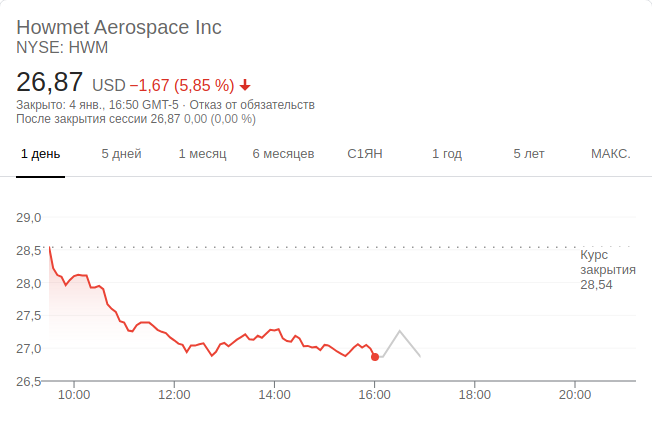 Howmet Aerospace Inc
NYSE: HWM
26,87 USD −1,67 (5,85 %)
Закрыто: 4 янв., 16:50 GMT-5 · Отказ от обязательств
После закрытия сессии 26,87 0,00 (0,00 %)
1 день 5 дней 1 месяц 6 месяцев С1ЯН 1 год 5 лет МАКС.
29,0
28,5
Курс
закрытия
28,54
28,0
27,5
27,0
26,5
10:00 12:00 14:00 16:00 18:00 20:00